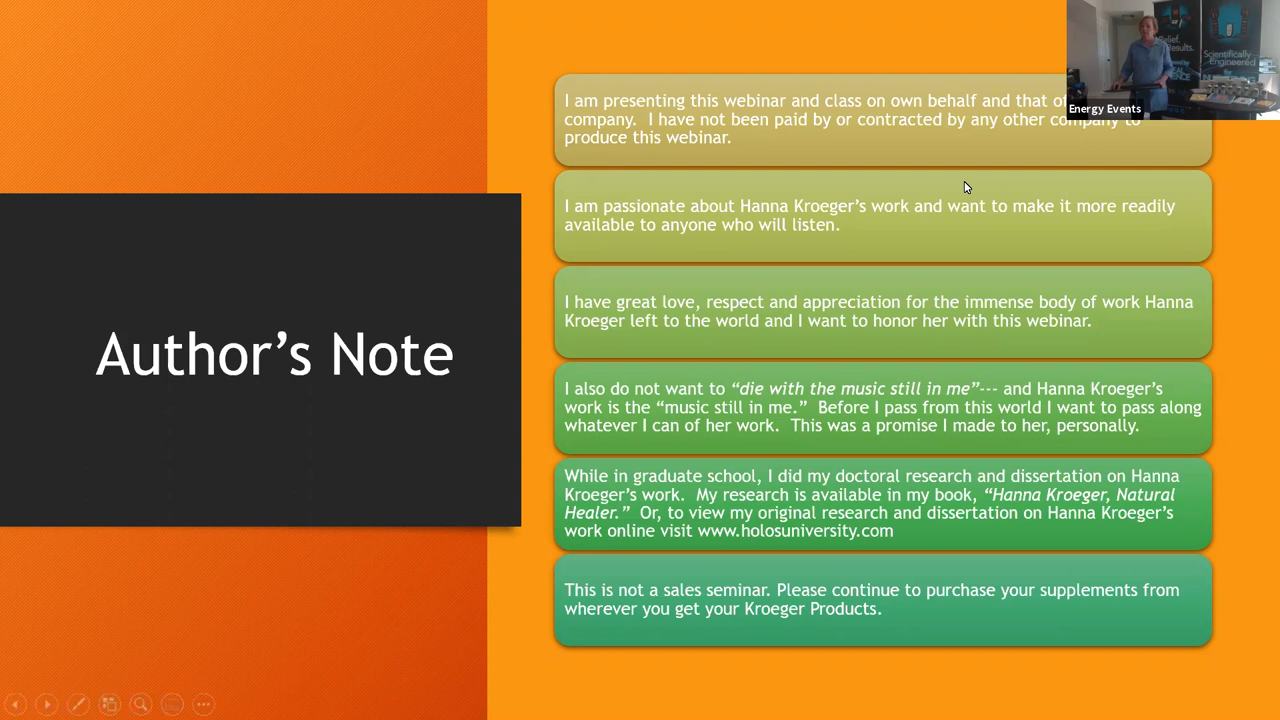 Author's Note
I am presenting this webinar and class on own behalf and that of
company. I have not been paid by or contracted by any other company to
produce this webinar.
I am passionate about Hanna Kroeger's work and want to make it more readily
available to anyone who will listen.
I have great love, respect and appreciation for the immense body of work Hanna
Kroeger left to the world and I want to honor her with this webinar.
I also do not want to “die with the music still in me”--- and Hanna Kroeger's
work is the “music still in me.” Before I pass from this world I want to pass along
whatever I can of her work. This was a promise I made to her, personally.
While in graduate school, I did my doctoral research and dissertation on Hanna
Kroeger's work. My research is available in my book, “Hanna Kroeger, Natural
Healer.” Or, to view my original research and dissertation on Hanna Kroeger's
work online visit www.holosuniversity.com
This is not a sales seminar. Please continue to purchase your supplements from
wherever you get your Kroeger Products.
Results.
Scientifically
Engineered
Energy Events